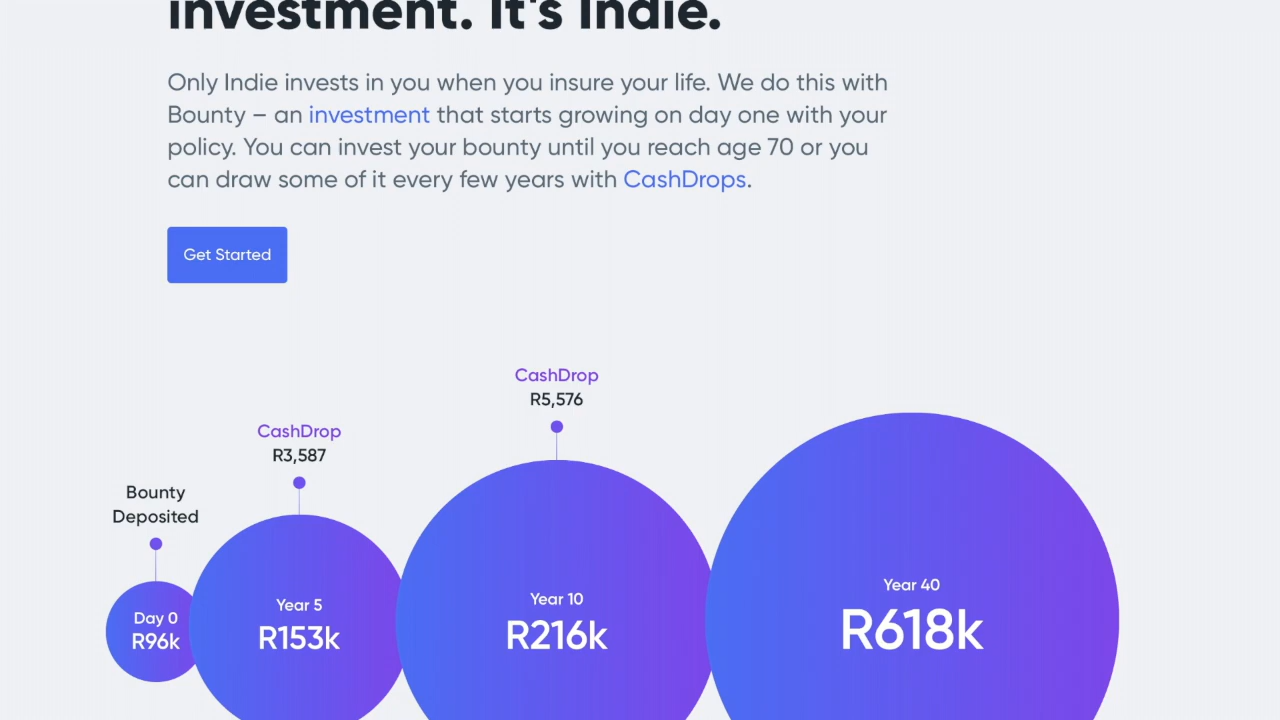 investment. It's Indie.
Only Indie invests in you when you insure your life. We do this with
Bounty – an investment that starts growing on day one with your
policy. You can invest your bounty until you reach age 70 or you
can draw some of it every few years with CashDrops.
Get Started
CashDrop
R5,576
CashDrop
R3,587
Bounty
Deposited
Day 0
R96k
Year 5
R153k
Year 10
R216k
Year 40
R618k